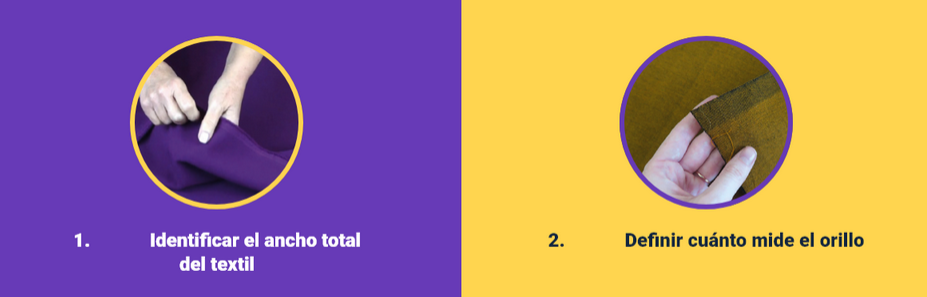 1. Identificar el ancho total
del textil
2. Definir cuánto mide el orillo